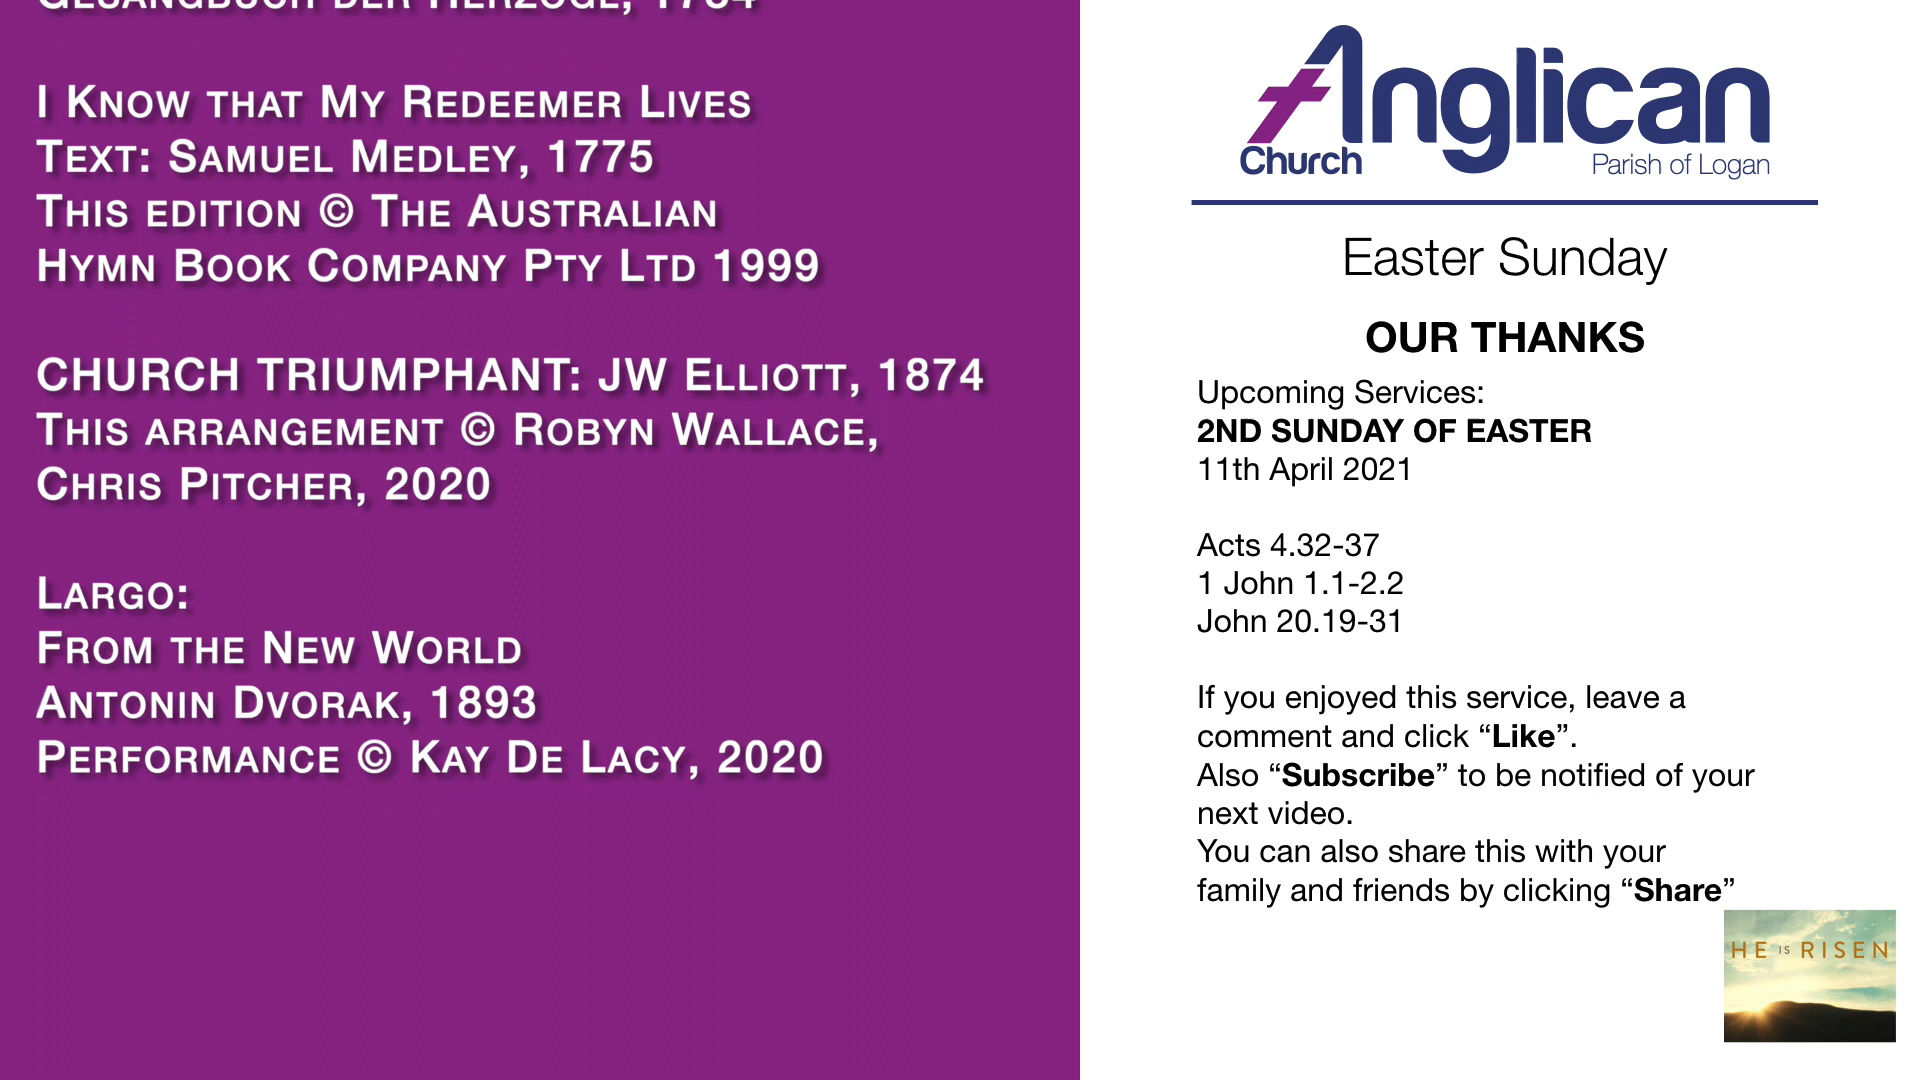 GESANGBUCH DER HERZOGL, 1784
I KNOW THAT MY REDEEMER LIVES
TEXT: SAMUEL MEDLEY, 1775
THIS EDITION © THE AUSTRALIAN
HYMN BOOK COMPANY PTY LTD 1999
CHURCH TRIUMPHANT: JW ELLIOTT, 1874
THIS ARRANGEMENT © ROBYN WALLACE,
CHRIS PITCHER, 2020
LARGO:
FROM THE NEW WORLD
ANTONIN DVORAK, 1893
PERFORMANCE © KAY DE LACY, 2020
Anglican
Church
Parish of Logan
Easter Sunday
OUR THANKS
Upcoming Services:
2ND SUNDAY OF EASTER
11th April 2021
Acts 4.32-37
1 John 1.1-2.2
John 20.19-31
If you enjoyed this service, leave a
comment and click “Like”.
Also “Subscribe” to be notified of your
next video.
You can also share this with your
family and friends by clicking “Share”
HE IS RISEN